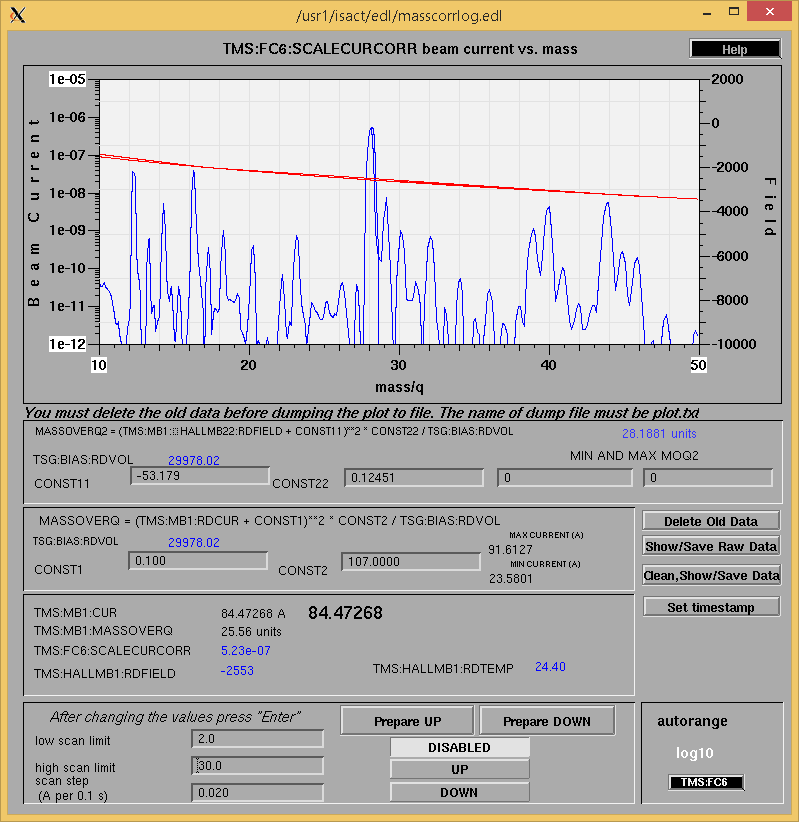 /usr1/isact/edl/masscorrlog.edl
TMS:FC6:SCALECURCORR beam current vs. mass
Help
1e-05
1e-06
1e-07
1e-08
1e-09
1e-10
1e-11
1e-12
Beam Current
2000
0
-2000
-4000
-6000
-8000
-10000
Field
10 20 30 40 50
mass/q
You must delete the old data before dumping the plot to file. The name of dump file must be plot.txt
MASSOVERQ2 = (TMS:MB1: HALLMB22:RDFIELD + CONST11)**2 * CONST22 / TSG:BIAS:RDVOL
28.1881 units
TSG:BIAS:RDVOL 29978.02
MIN AND MAX MOQ2
CONST11 -53.179 CONST22 0.12451 0 0
MASSOVERQ = (TMS:MB1:RDCUR + CONST1)**2 * CONST2 / TSG:BIAS:RDVOL
TSG:BIAS:RDVOL 29978.02
MAX CURRENT (A)
91.6127
MIN CURRENT (A)
23.5801
CONST1 0.100 CONST2 107.0000
Delete Old Data
Show/Save Raw Data
Clean,Show/Save Data
Set timestamp
TMS:MB1:CUR 84.47268 A 84.47268
TMS:MB1:MASSOVERQ 25.56 units
TMS:FC6:SCALECURCORR 5.23e-07
TMS:HALLMB1:RDFIELD -2553
TMS:HALLMB1:RDTEMP 24.40
After changing the values press "Enter"
low scan limit 2.0
high scan limit 30.0
scan step
(A per 0.1 s) 0.020
Prepare UP Prepare DOWN
DISABLED
UP
DOWN
autorange
log10
TMS:FC6